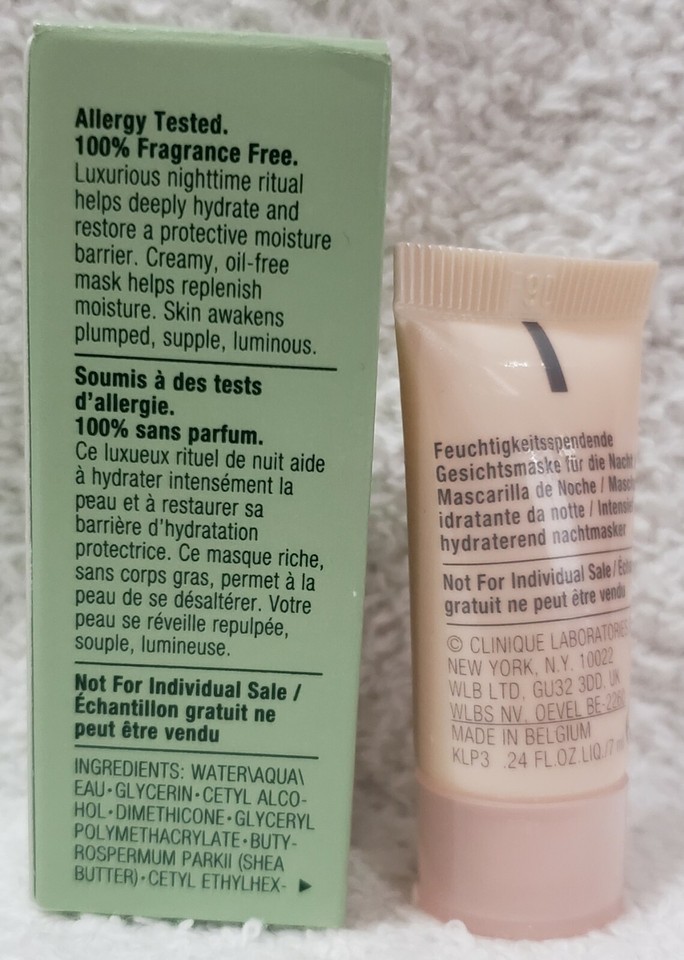 Allergy Tested.
100% Fragrance Free.
Luxurious nighttime ritual
helps deeply hydrate and
restore a protective moisture
barrier. Creamy, oil-free
mask helps replenish
moisture. Skin awakens
plumped, supple, luminous.
Soumis à des tests
d'allergie.
100% sans parfum.
Ce luxueux rituel de nuit aide
à hydrater intensément la
peau et à restaurer sa
barrière d'hydratation
protectrice. Ce masque riche,
sans corps gras, permet à la
peau de se désaltérer. Votre
peau se réveille repulpée,
souple, lumineuse.
Not For Individual Sale /
Échantillon gratuit ne
peut être vendu
INGREDIENTS: WATER\AQUA\
EAU•GLYCERIN•CETYL ALCO-
HOL•DIMETHICONE•GLYCERYL
POLYMETHACRYLATE•BUTY-
ROSPERMUM PARKII (SHEA
BUTTER)•CETYL ETHYLHEX-
Feuchtigkeitsspendende
Gesichtsmaske für die Nacht
Mascarilla de Noche /
idratante da notte /
hydraterend nachtmasker
Not For Individual Sale /
gratuit ne peut être vendu
© CLINIQUE LABORATORIES
NEW YORK, N.Y. 10022
WLB LTD, GU32 3DD, UK
WLBS NV, OEVEL
MADE IN BELGIUM
KLP3 .24 FL.OZ.LIQ./7